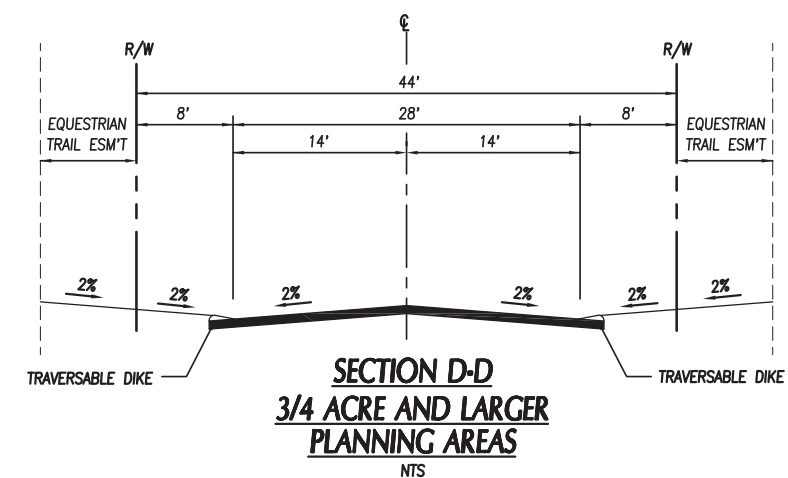 ℄
R/W R/W
44'
8' 28' 8'
EQUESTRIAN EQUESTRIAN
TRAIL ESM'T TRAIL ESM'T
14' 14'
2% 2% 2% 2% 2% 2%
TRAVERSABLE DIKE TRAVERSABLE DIKE
SECTION D-D
3/4 ACRE AND LARGER
PLANNING AREAS
NTS